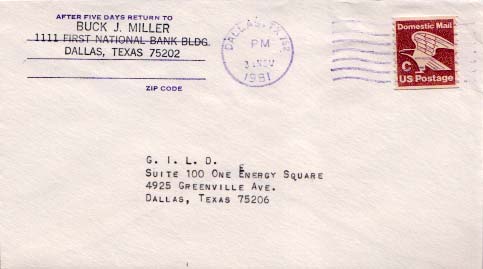 AFTER FIVE DAYS RETURN TO
BUCK J. MILLER
1111 FIRST NATIONAL BANK BLDG.
DALLAS, TEXAS 75202
ZIP CODE
DALLAS, TX 752
PM
NOV
1981
Domestic Mail
C
US Postage
G. I. L. D.
SUITE 100 ONE ENERGY SQUARE
4925 GREENVILLE AVE.
DALLAS, TEXAS 75206